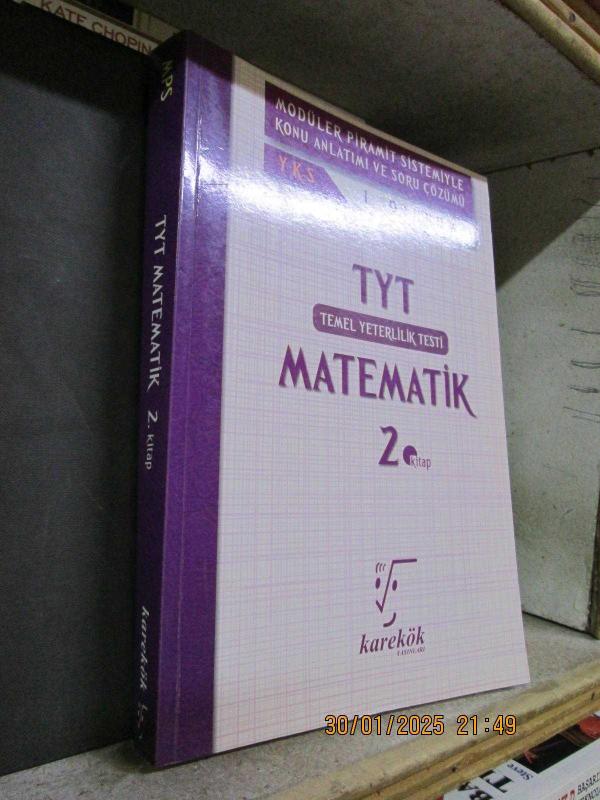 KATE CHOPIN
MPS
TYT MATEMATİK 2. kitap
karekök
MODÜLER PİRAMİT SİSTEMİYLE
KONU ANLATIMI VE SORU ÇÖZÜMÜ
YKS
TYT
TEMEL YETERLİLİK TESTİ
MATEMATİK
2. kitap
karekök
YAYINLARI
30/01/2025 21:49
Steve